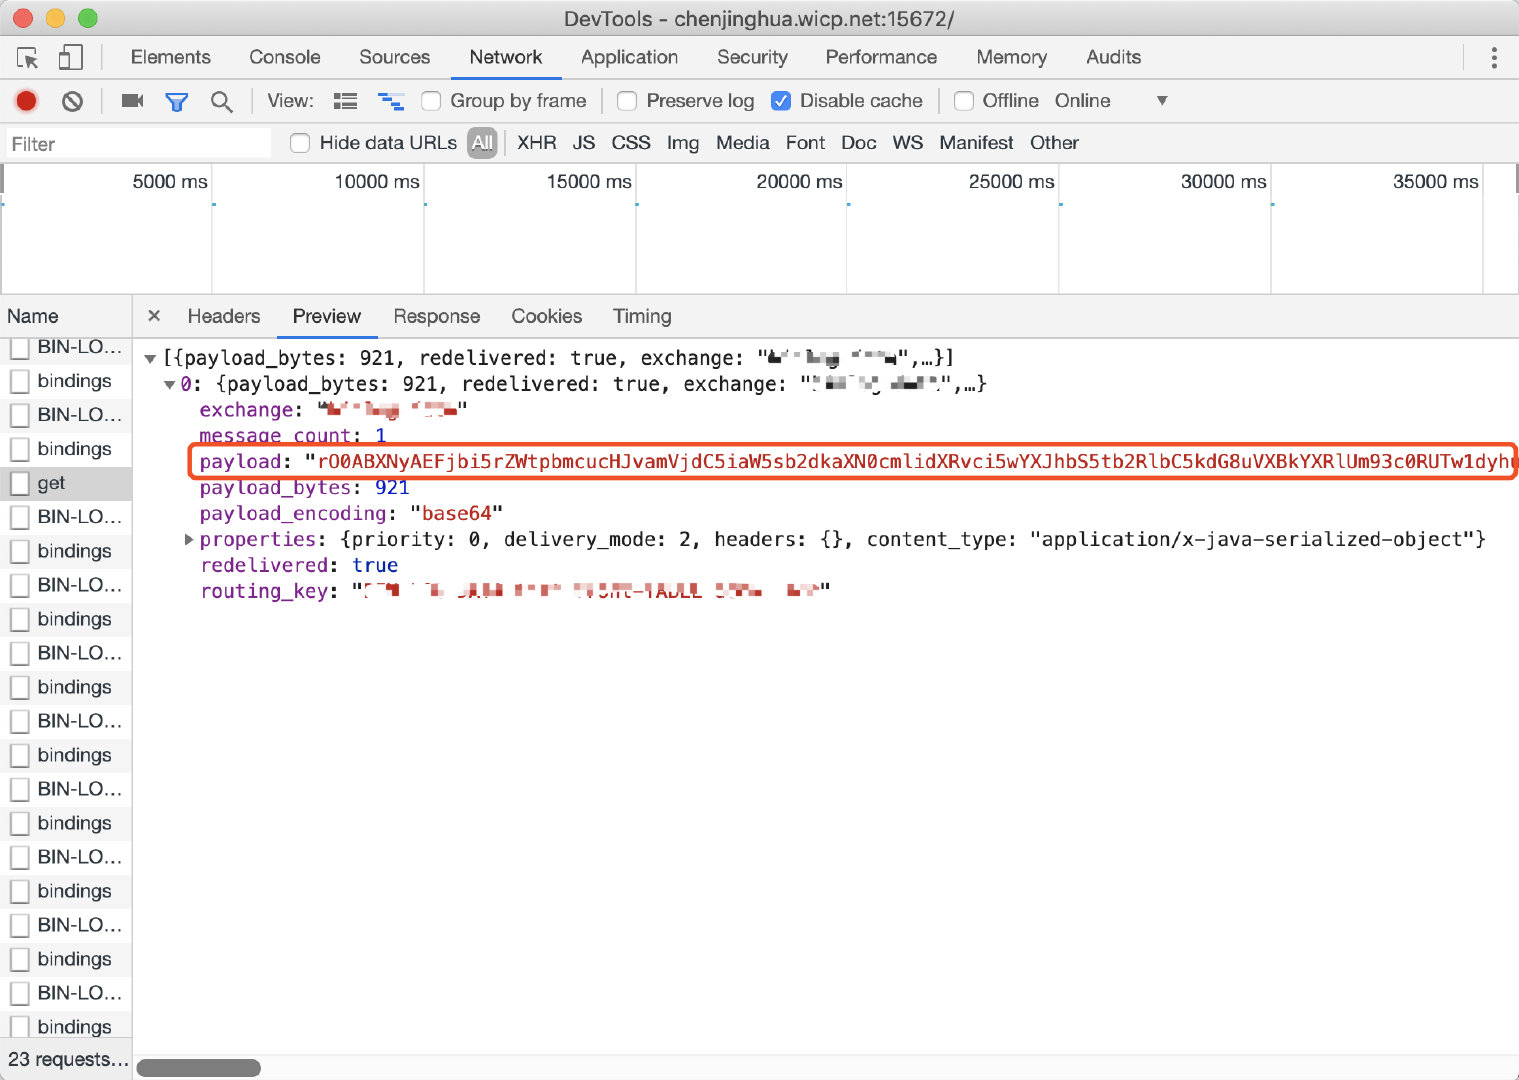 DevTools - chenjinghua.wicp.net:15672/
Elements Console Sources Network Application Security Performance Memory Audits
View: Group by frame Preserve log Disable cache Offline Online
Filter Hide data URLs All XHR JS CSS Img Media Font Doc WS Manifest Other
5000 ms 10000 ms 15000 ms 20000 ms 25000 ms 30000 ms 35000 ms
Name
Headers Preview Response Cookies Timing
BIN-LO...
bindings
BIN-LO...
bindings
get
BIN-LO...
bindings
BIN-LO...
bindings
BIN-LO...
bindings
BIN-LO...
bindings
BIN-LO...
bindings
BIN-LO...
bindings
BIN-LO...
bindings
BIN-LO...
bindings
23 requests...
[{payload_bytes: 921, redelivered: true, exchange: "",…}]
0: {payload_bytes: 921, redelivered: true, exchange: "",…}
exchange: ""
message_count: 1
payload: "rO0ABXNyAEFjbi5rZWtpbmcucHJvamVjdC5iaW5sb2dkaXN0cmlidXRvci5wYXJhbS5tb2RlbC5kdG8uVXBkYXRlUm93c0RUTw1dyh
payload_bytes: 921
payload_encoding: "base64"
properties: {priority: 0, delivery_mode: 2, headers: {}, content_type: "application/x-java-serialized-object"}
redelivered: true
routing_key: ""